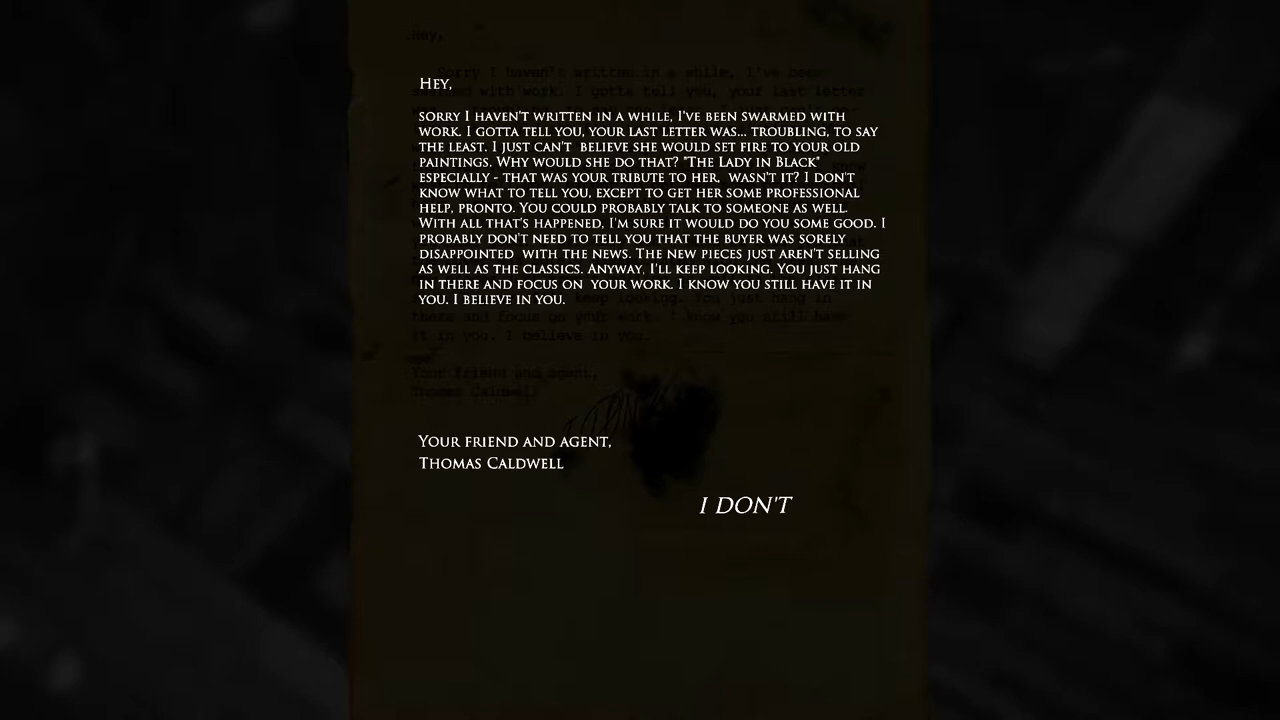 Hey,
sorry I haven't written in a while, I've been swarmed with
work. I gotta tell you, your last letter was... troubling, to say
the least. I just can't believe she would set fire to your old
paintings. Why would she do that? "The Lady in Black"
especially - that was your tribute to her, wasn't it? I don't
know what to tell you, except to get her some professional
help, pronto. You could probably talk to someone as well.
With all that's happened, I'm sure it would do you some good. I
probably don't need to tell you that the buyer was sorely
disappointed with the news. The new pieces just aren't selling
as well as the classics. Anyway, I'll keep looking. You just hang
in there and focus on your work. I know you still have it in
you. I believe in you.
Your friend and agent,
Thomas Caldwell
I DON'T